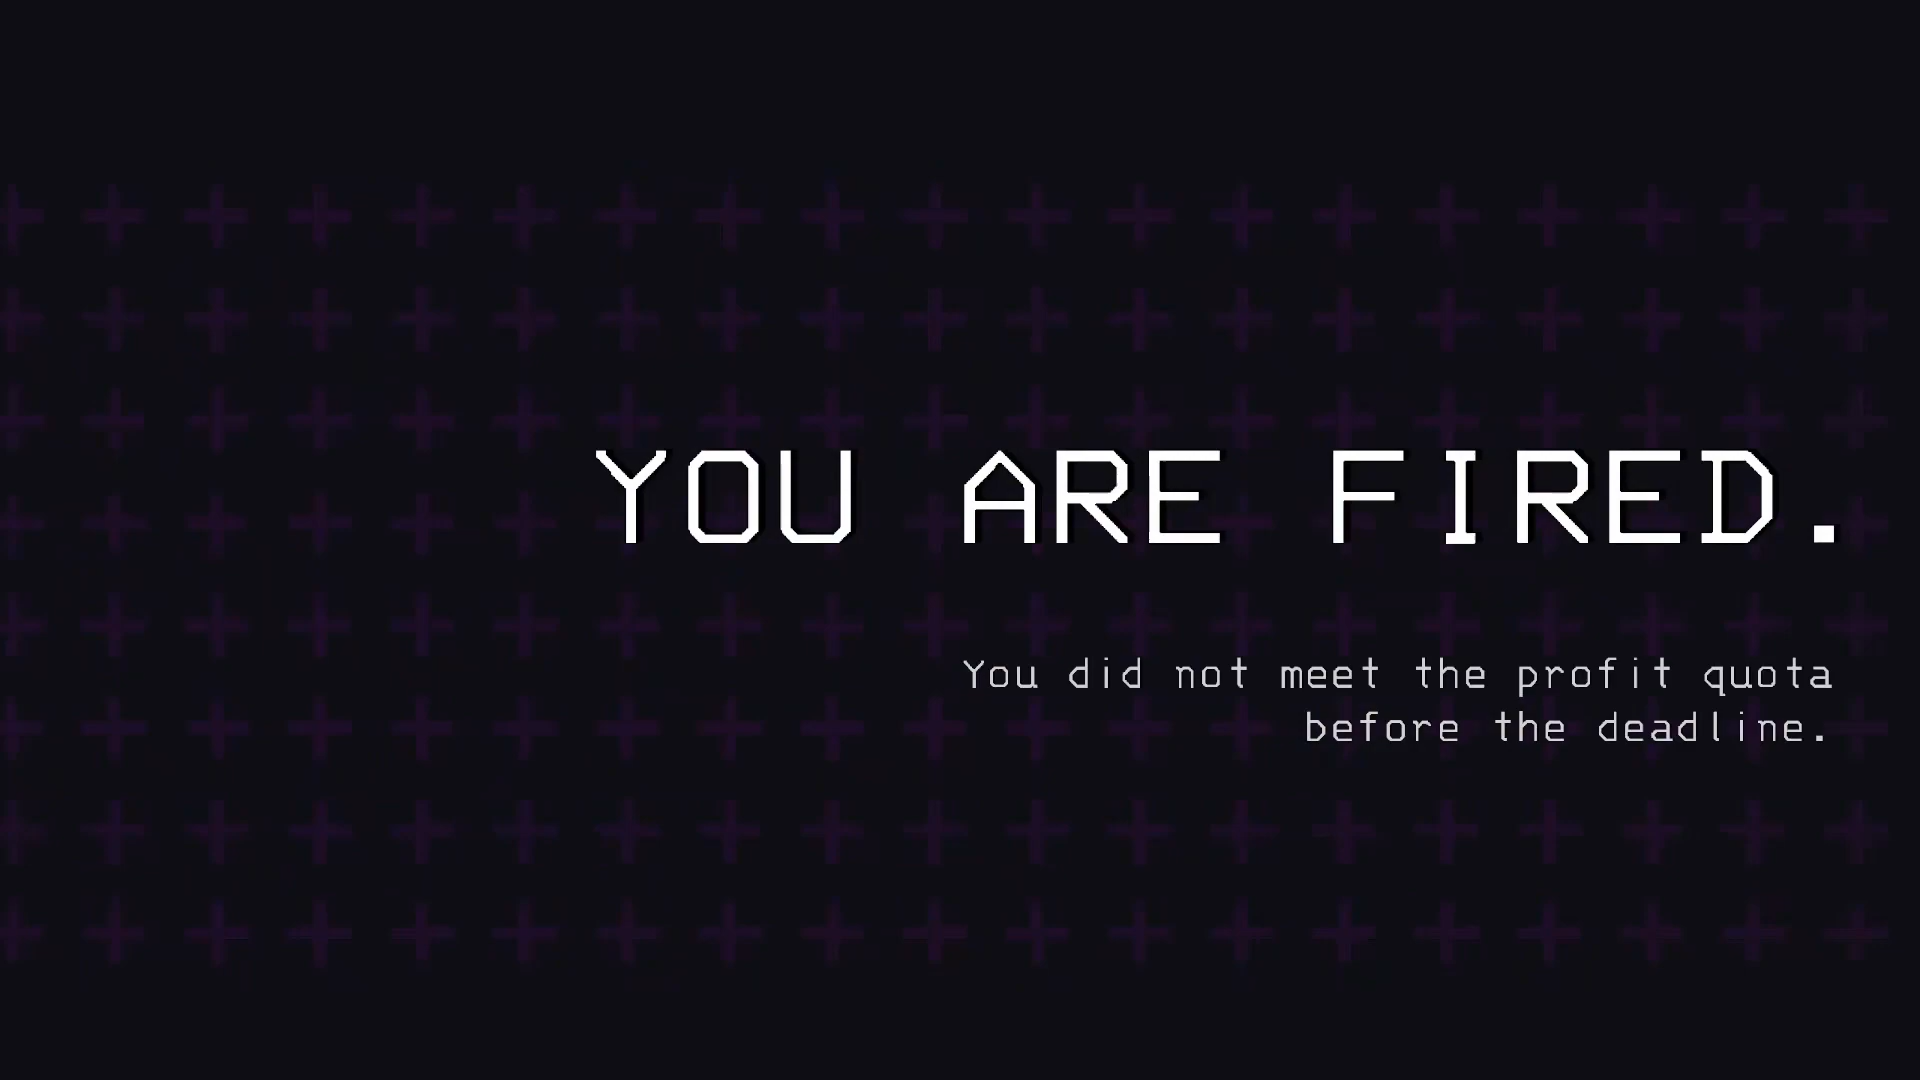 YOU ARE FIRED.
You did not meet the profit quota
before the deadline.